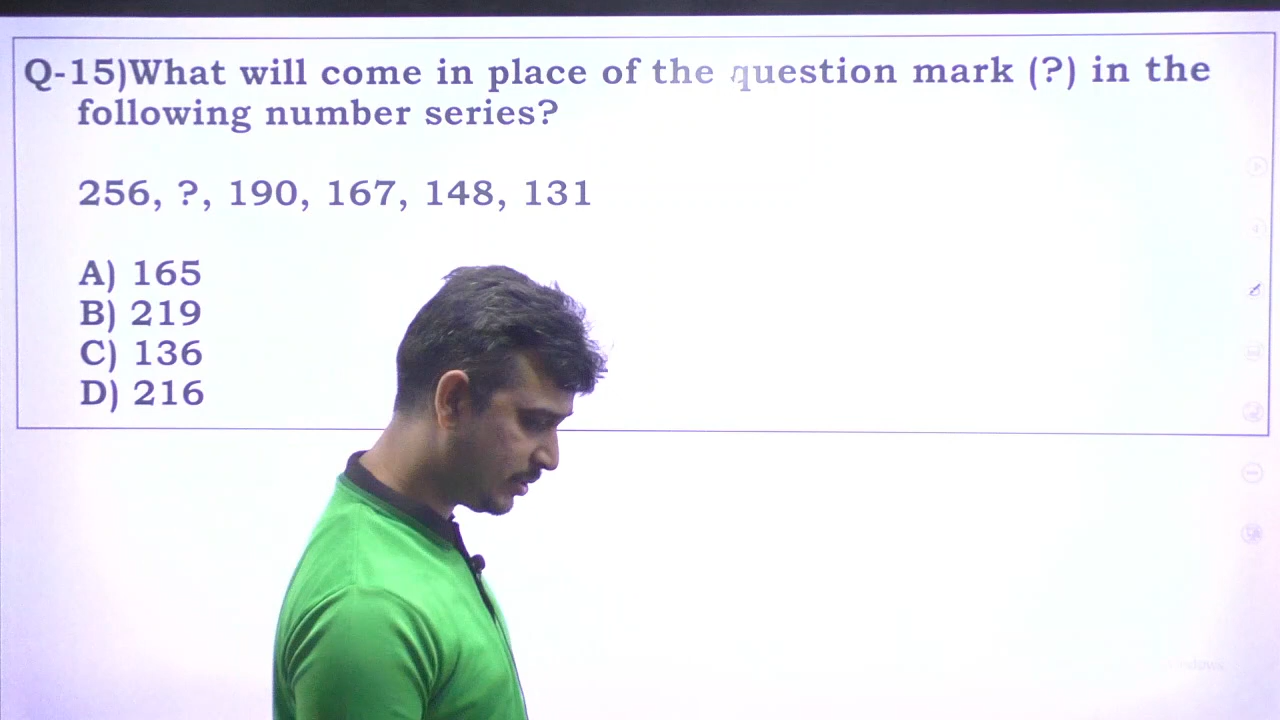 Q-15)What will come in place of the question mark (?) in the
following number series?
256, ?, 190, 167, 148, 131
A) 165
B) 219
C) 136
D) 216